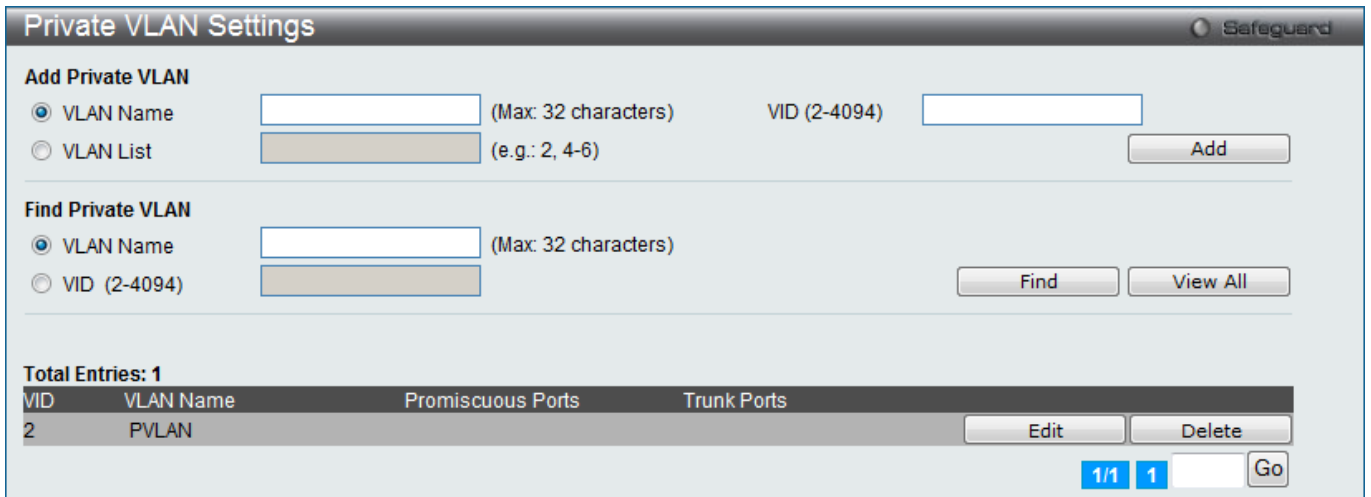 Private VLAN Settings Safeguard
Add Private VLAN
VLAN Name (Max: 32 characters) VID (2-4094)
VLAN List (e.g.: 2, 4-6) Add
Find Private VLAN
VLAN Name (Max: 32 characters)
VID (2-4094) Find View All
Total Entries: 1
VID VLAN Name Promiscuous Ports Trunk Ports
2 PVLAN Edit Delete
1/1 1 Go